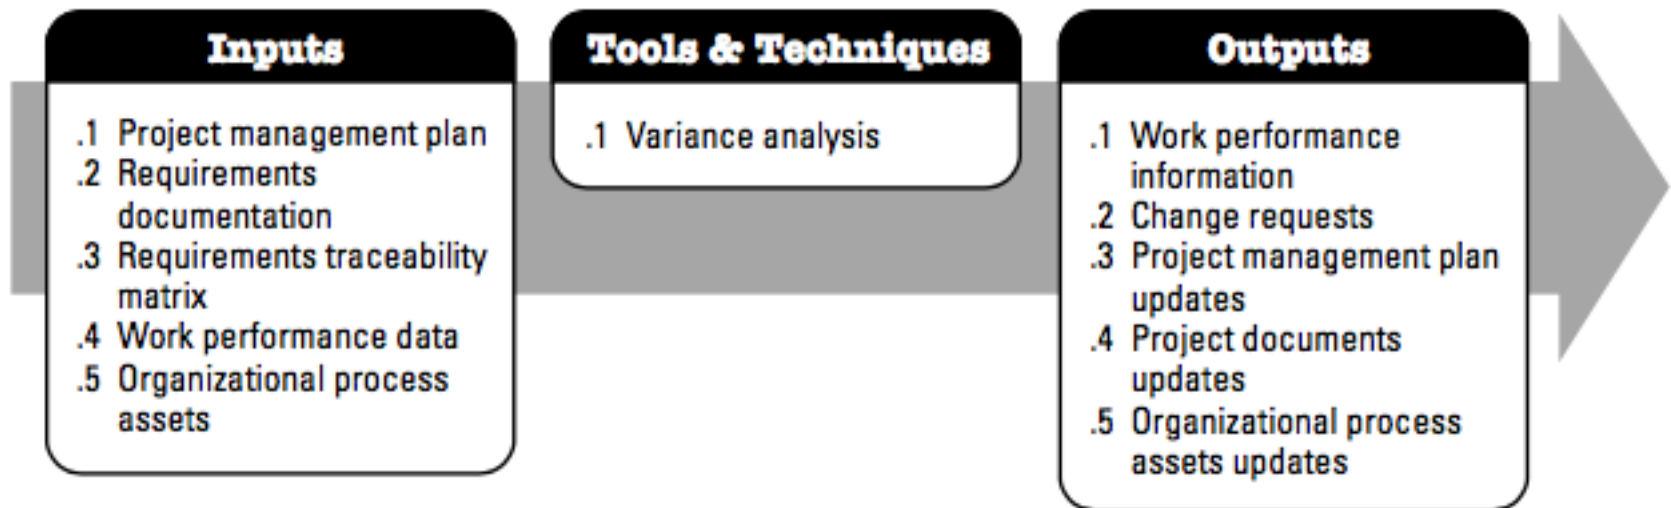 Inputs
.1 Project management plan
.2 Requirements
documentation
.3 Requirements traceability
matrix
.4 Work performance data
.5 Organizational process
assets
Tools & Techniques
.1 Variance analysis
Outputs
.1 Work performance
information
.2 Change requests
.3 Project management plan
updates
.4 Project documents
updates
.5 Organizational process
assets updates